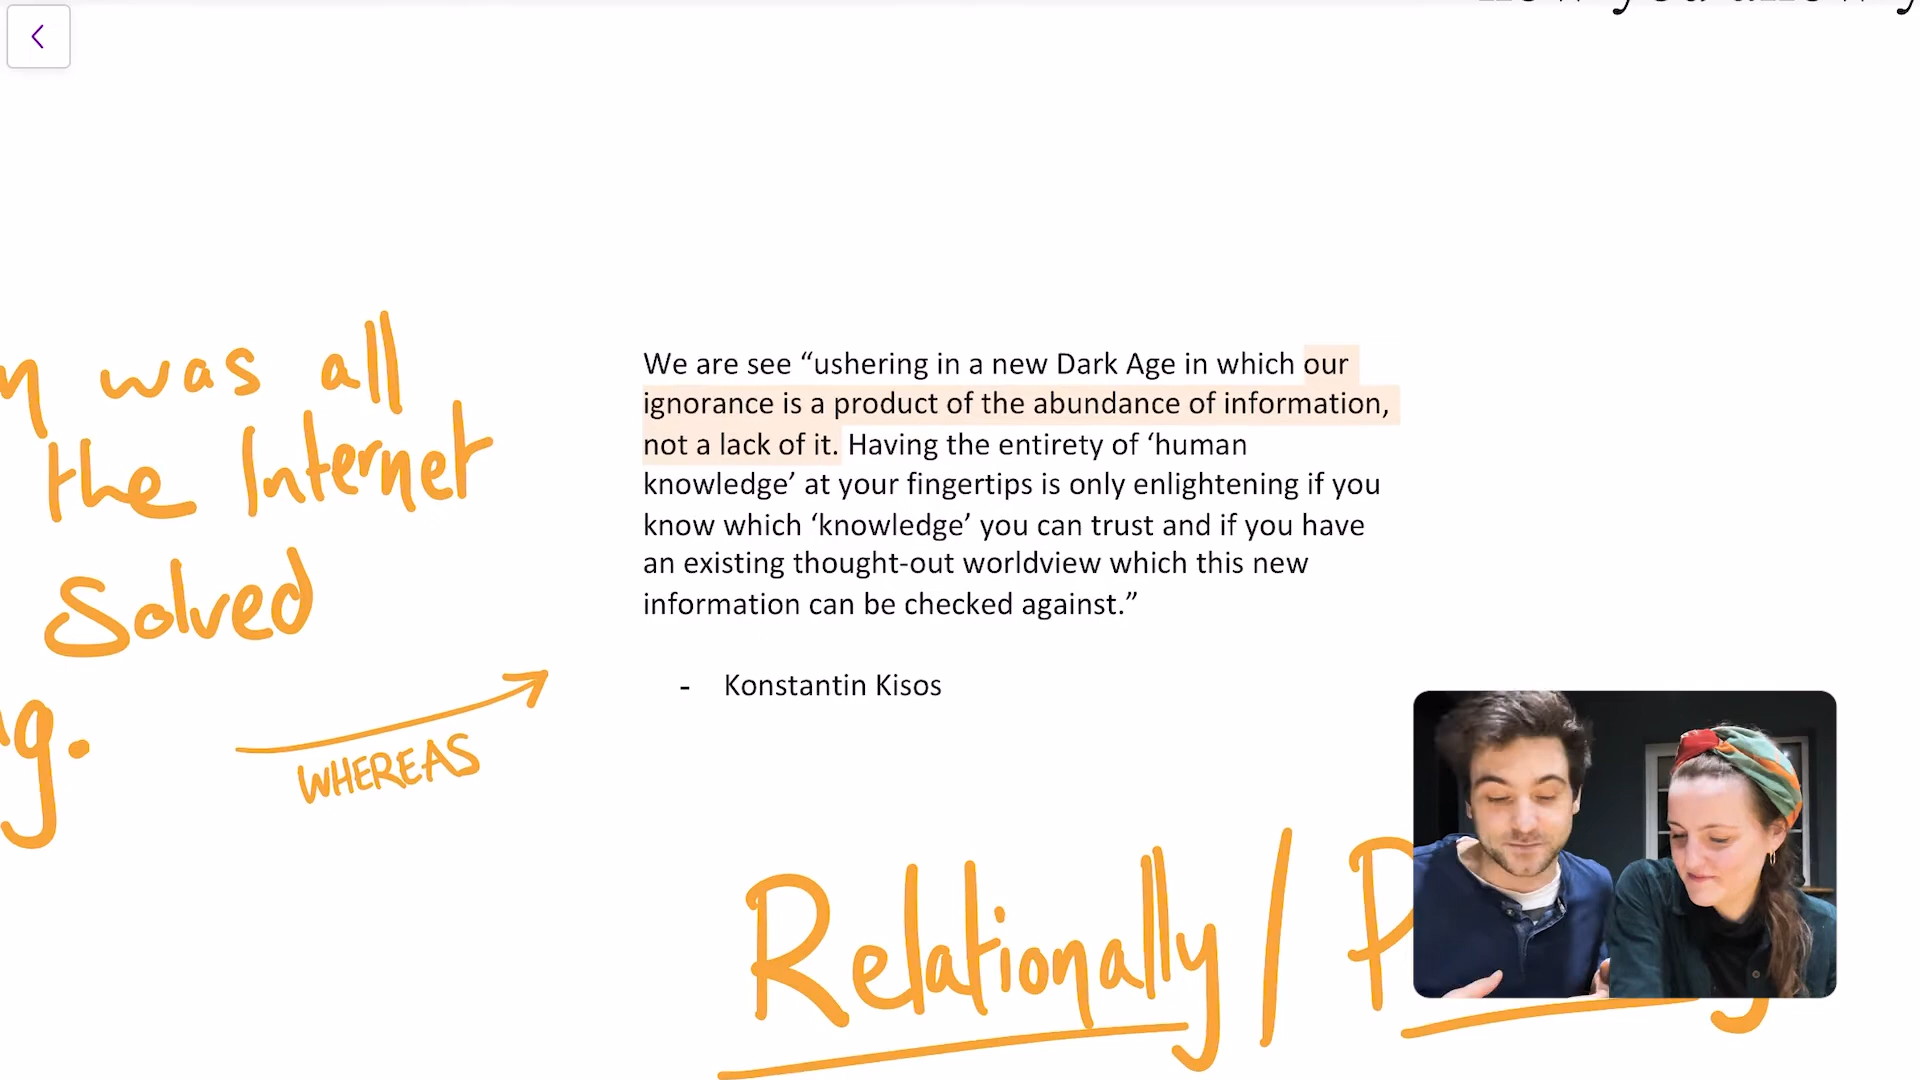 was all
the Internet
Solved
WHEREAS
We are see “ushering in a new Dark Age in which our
ignorance is a product of the abundance of information,
not a lack of it. Having the entirety of ‘human
knowledge’ at your fingertips is only enlightening if you
know which ‘knowledge’ you can trust and if you have
an existing thought-out worldview which this new
information can be checked against.”
- Konstantin Kisos
Relationally /